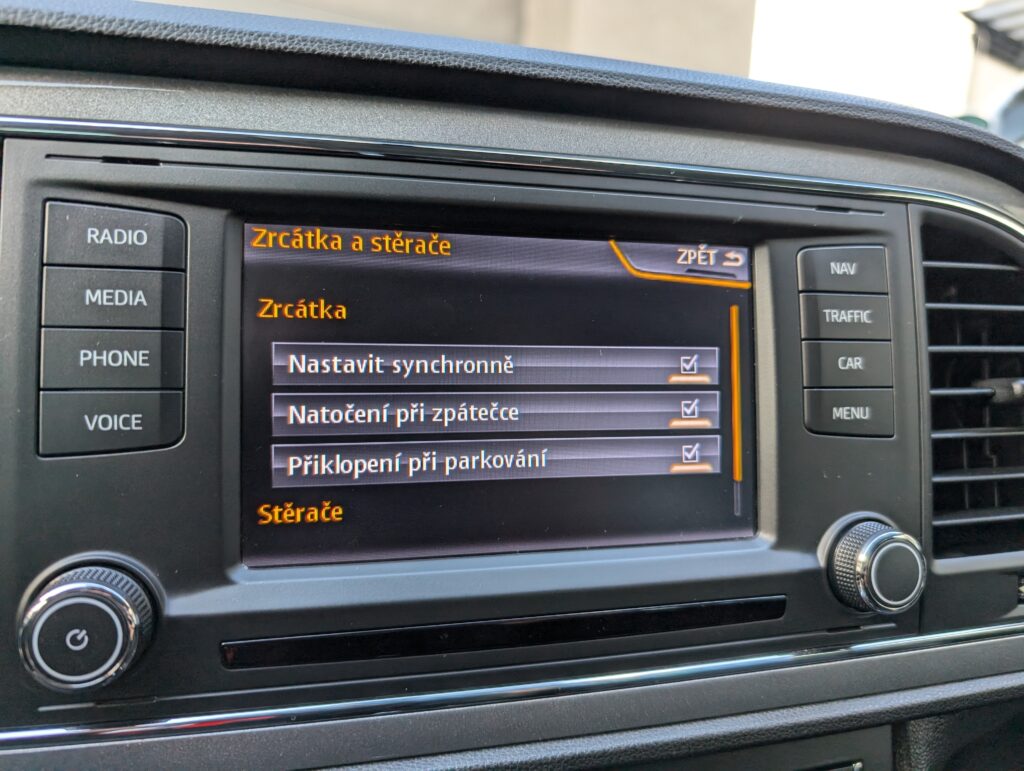 RADIO
MEDIA
PHONE
VOICE
Zrcátka a stěrače
ZPĚT
Zrcátka
Nastavit synchronně
Natočení při zpátečce
Přiklopení při parkování
Stěrače
NAV
TRAFFIC
CAR
MENU